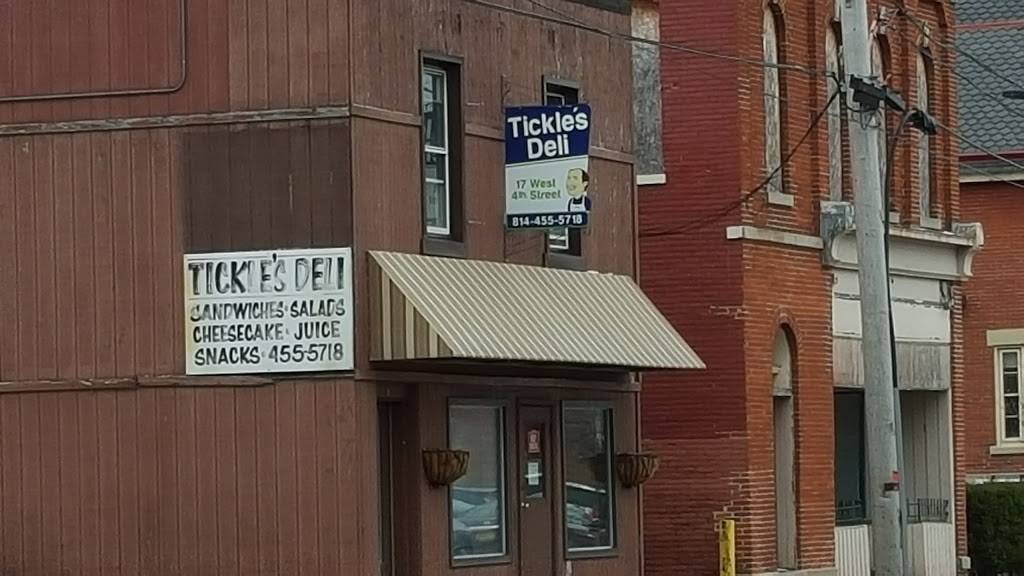 Tickle's
Deli
17 West
4th Street
814-455-5718
TICKLE'S DELI
SANDWICHES · SALADS
CHEESECAKE · JUICE
SNACKS · 455-5718